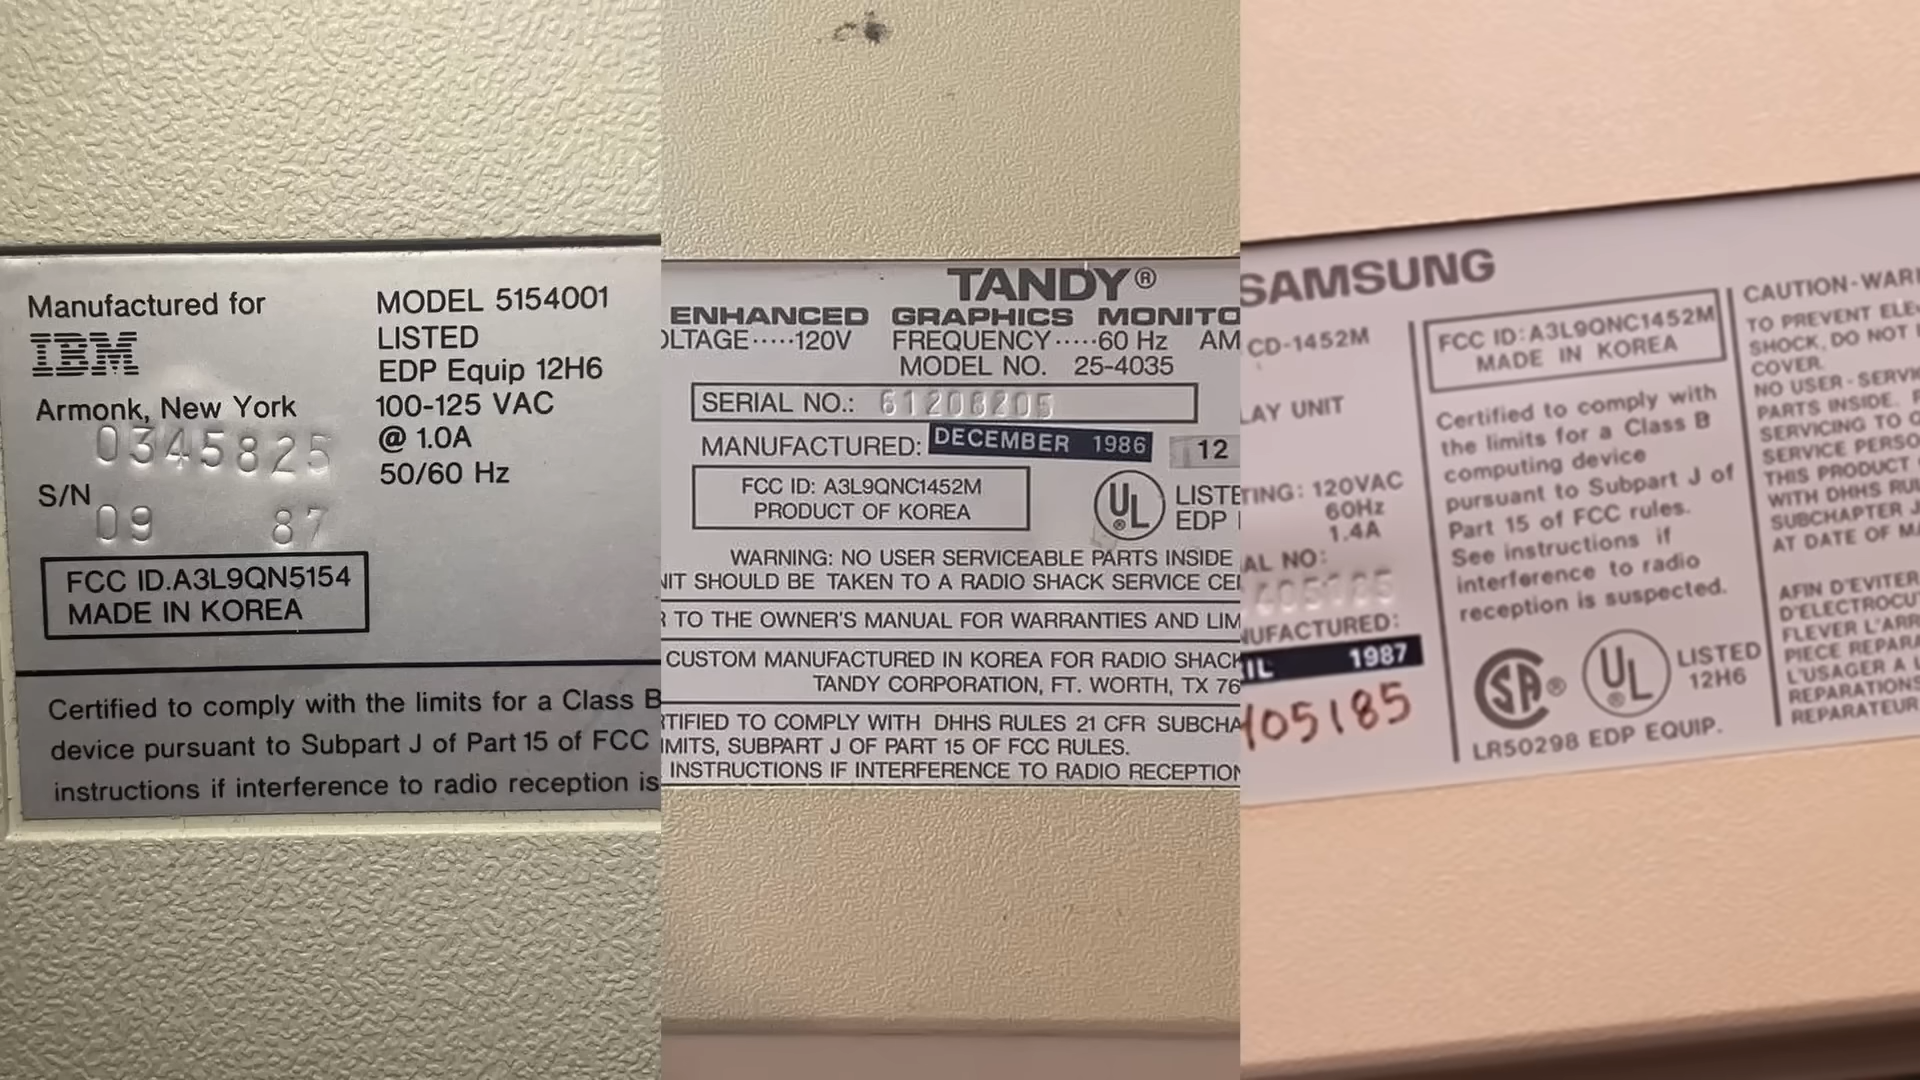 Manufactured for
IBM
Armonk, New York
0345825
S/N
09 87
FCC ID.A3L9QN5154
MADE IN KOREA
MODEL 5154001
LISTED
EDP Equip 12H6
100-125 VAC
@ 1.0A
50/60 Hz
Certified to comply with the limits for a Class B
device pursuant to Subpart J of Part 15 of FCC
instructions if interference to radio reception is
TANDY®
ENHANCED GRAPHICS MONITO
OLTAGE·····120V FREQUENCY·····60 Hz AM
MODEL NO. 25-4035
SERIAL NO.: 61208205
MANUFACTURED: DECEMBER 1986 12
FCC ID: A3L9QNC1452M
PRODUCT OF KOREA
UL®
LISTE
EDP
WARNING: NO USER SERVICEABLE PARTS INSIDE
NIT SHOULD BE TAKEN TO A RADIO SHACK SERVICE CE
R TO THE OWNER'S MANUAL FOR WARRANTIES AND LIM
CUSTOM MANUFACTURED IN KOREA FOR RADIO SHACK
TANDY CORPORATION, FT. WORTH, TX 76
RTIFIED TO COMPLY WITH DHHS RULES 21 CFR SUBCHA
IMITS, SUBPART J OF PART 15 OF FCC RULES.
INSTRUCTIONS IF INTERFERENCE TO RADIO RECEPTION
SAMSUNG
CD-1452M
LAY UNIT
TING: 120VAC
60Hz
1.4A
AL NO:
NUFACTURED:
IL 1987
405185
FCC ID:A3L9QNC1452M
MADE IN KOREA
Certified to comply with
the limits for a Class B
computing device
pursuant to Subpart J of
Part 15 of FCC rules.
See instructions if
interference to radio
reception is suspected.
SA® UL® LISTED
12H6
LR50298 EDP EQUIP.
CAUTION-WARI
TO PREVENT ELE
SHOCK, DO NOT
COVER.
NO USER-SERVI
PARTS INSIDE.
SERVICING TO
SERVICE PERSO
THIS PRODUCT
WITH DHHS RUL
SUBCHAPTER J
AT DATE OF MA
AFIN D'EVITER
D'ELECTROCU
FLEVER L'ARR
PIECE REPARA
L'USAGER A L
REPARATIONS
REPARATEUR